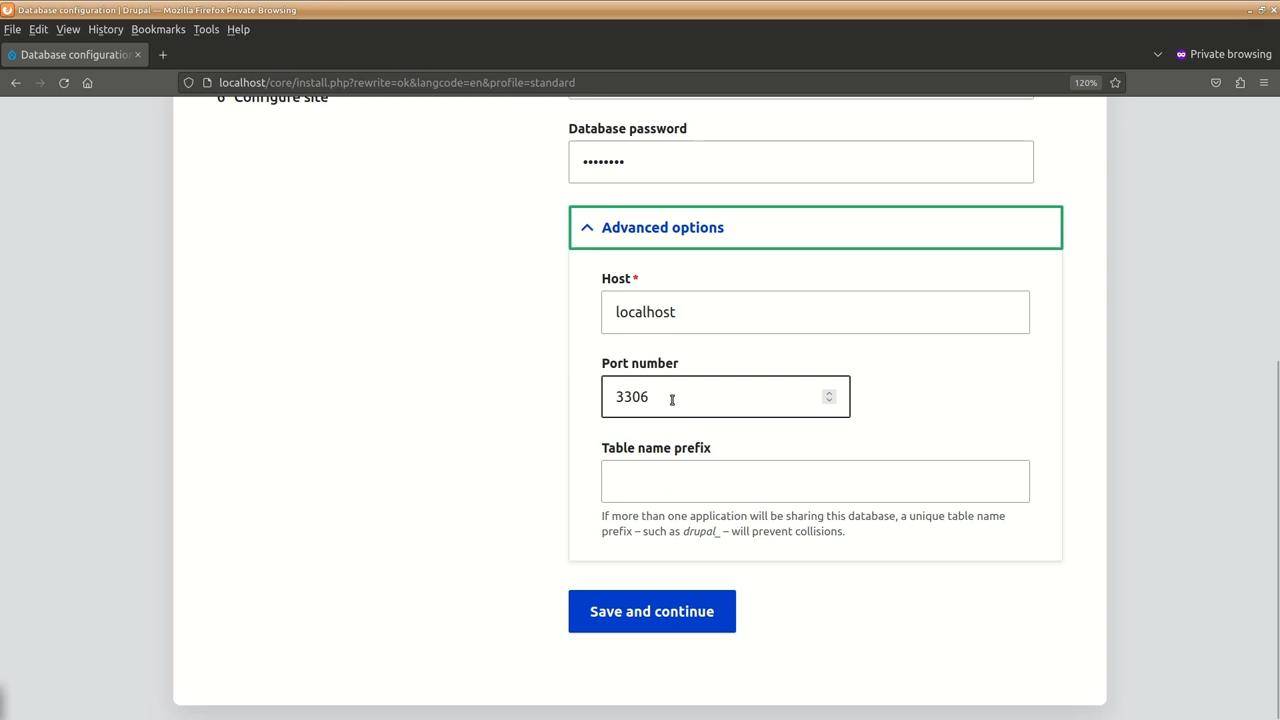 Database configuration | Drupal — Mozilla Firefox Private Browsing
File Edit View History Bookmarks Tools Help
Database configuration
Private browsing
localhost/core/install.php?rewrite=ok&langcode=en&profile=standard
120%
6 Configure site
Database password
••••••••
Advanced options
Host *
localhost
Port number
3306
Table name prefix
If more than one application will be sharing this database, a unique table name
prefix – such as drupal_ – will prevent collisions.
Save and continue